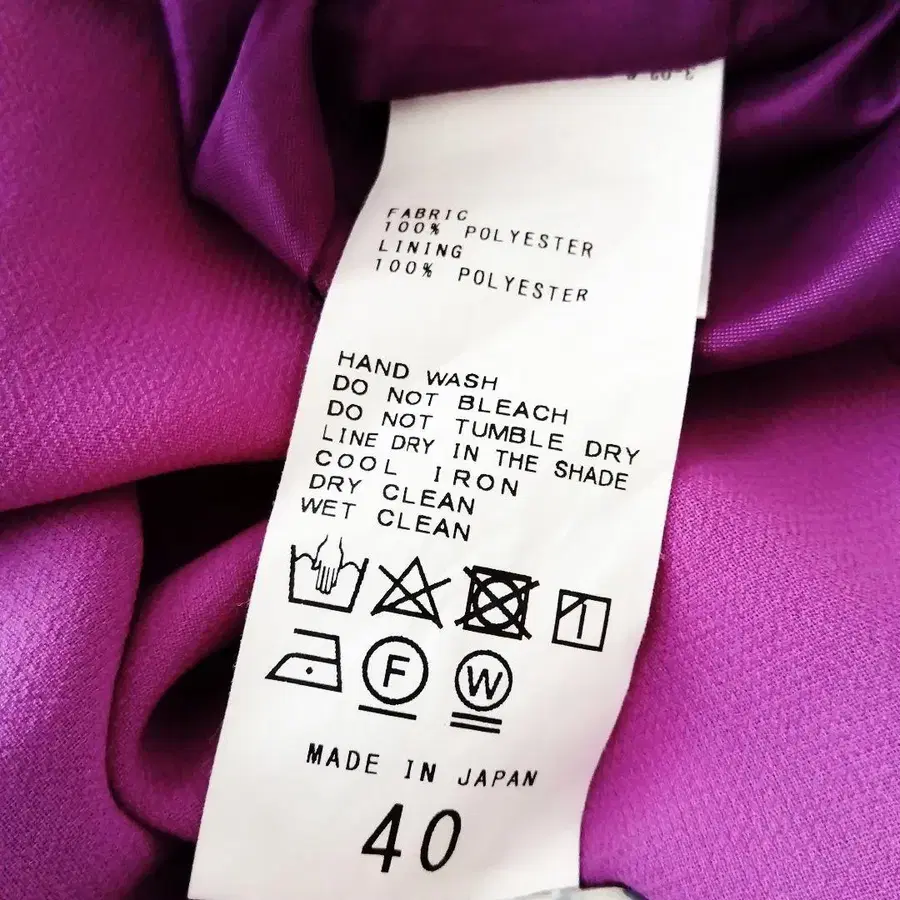 FABRIC
100% POLYESTER
LINING
100% POLYESTER
HAND WASH
DO NOT BLEACH
DO NOT TUMBLE DRY
LINE DRY IN THE SHADE
COOL IRON
DRY CLEAN
WET CLEAN
F
W
MADE IN JAPAN
40